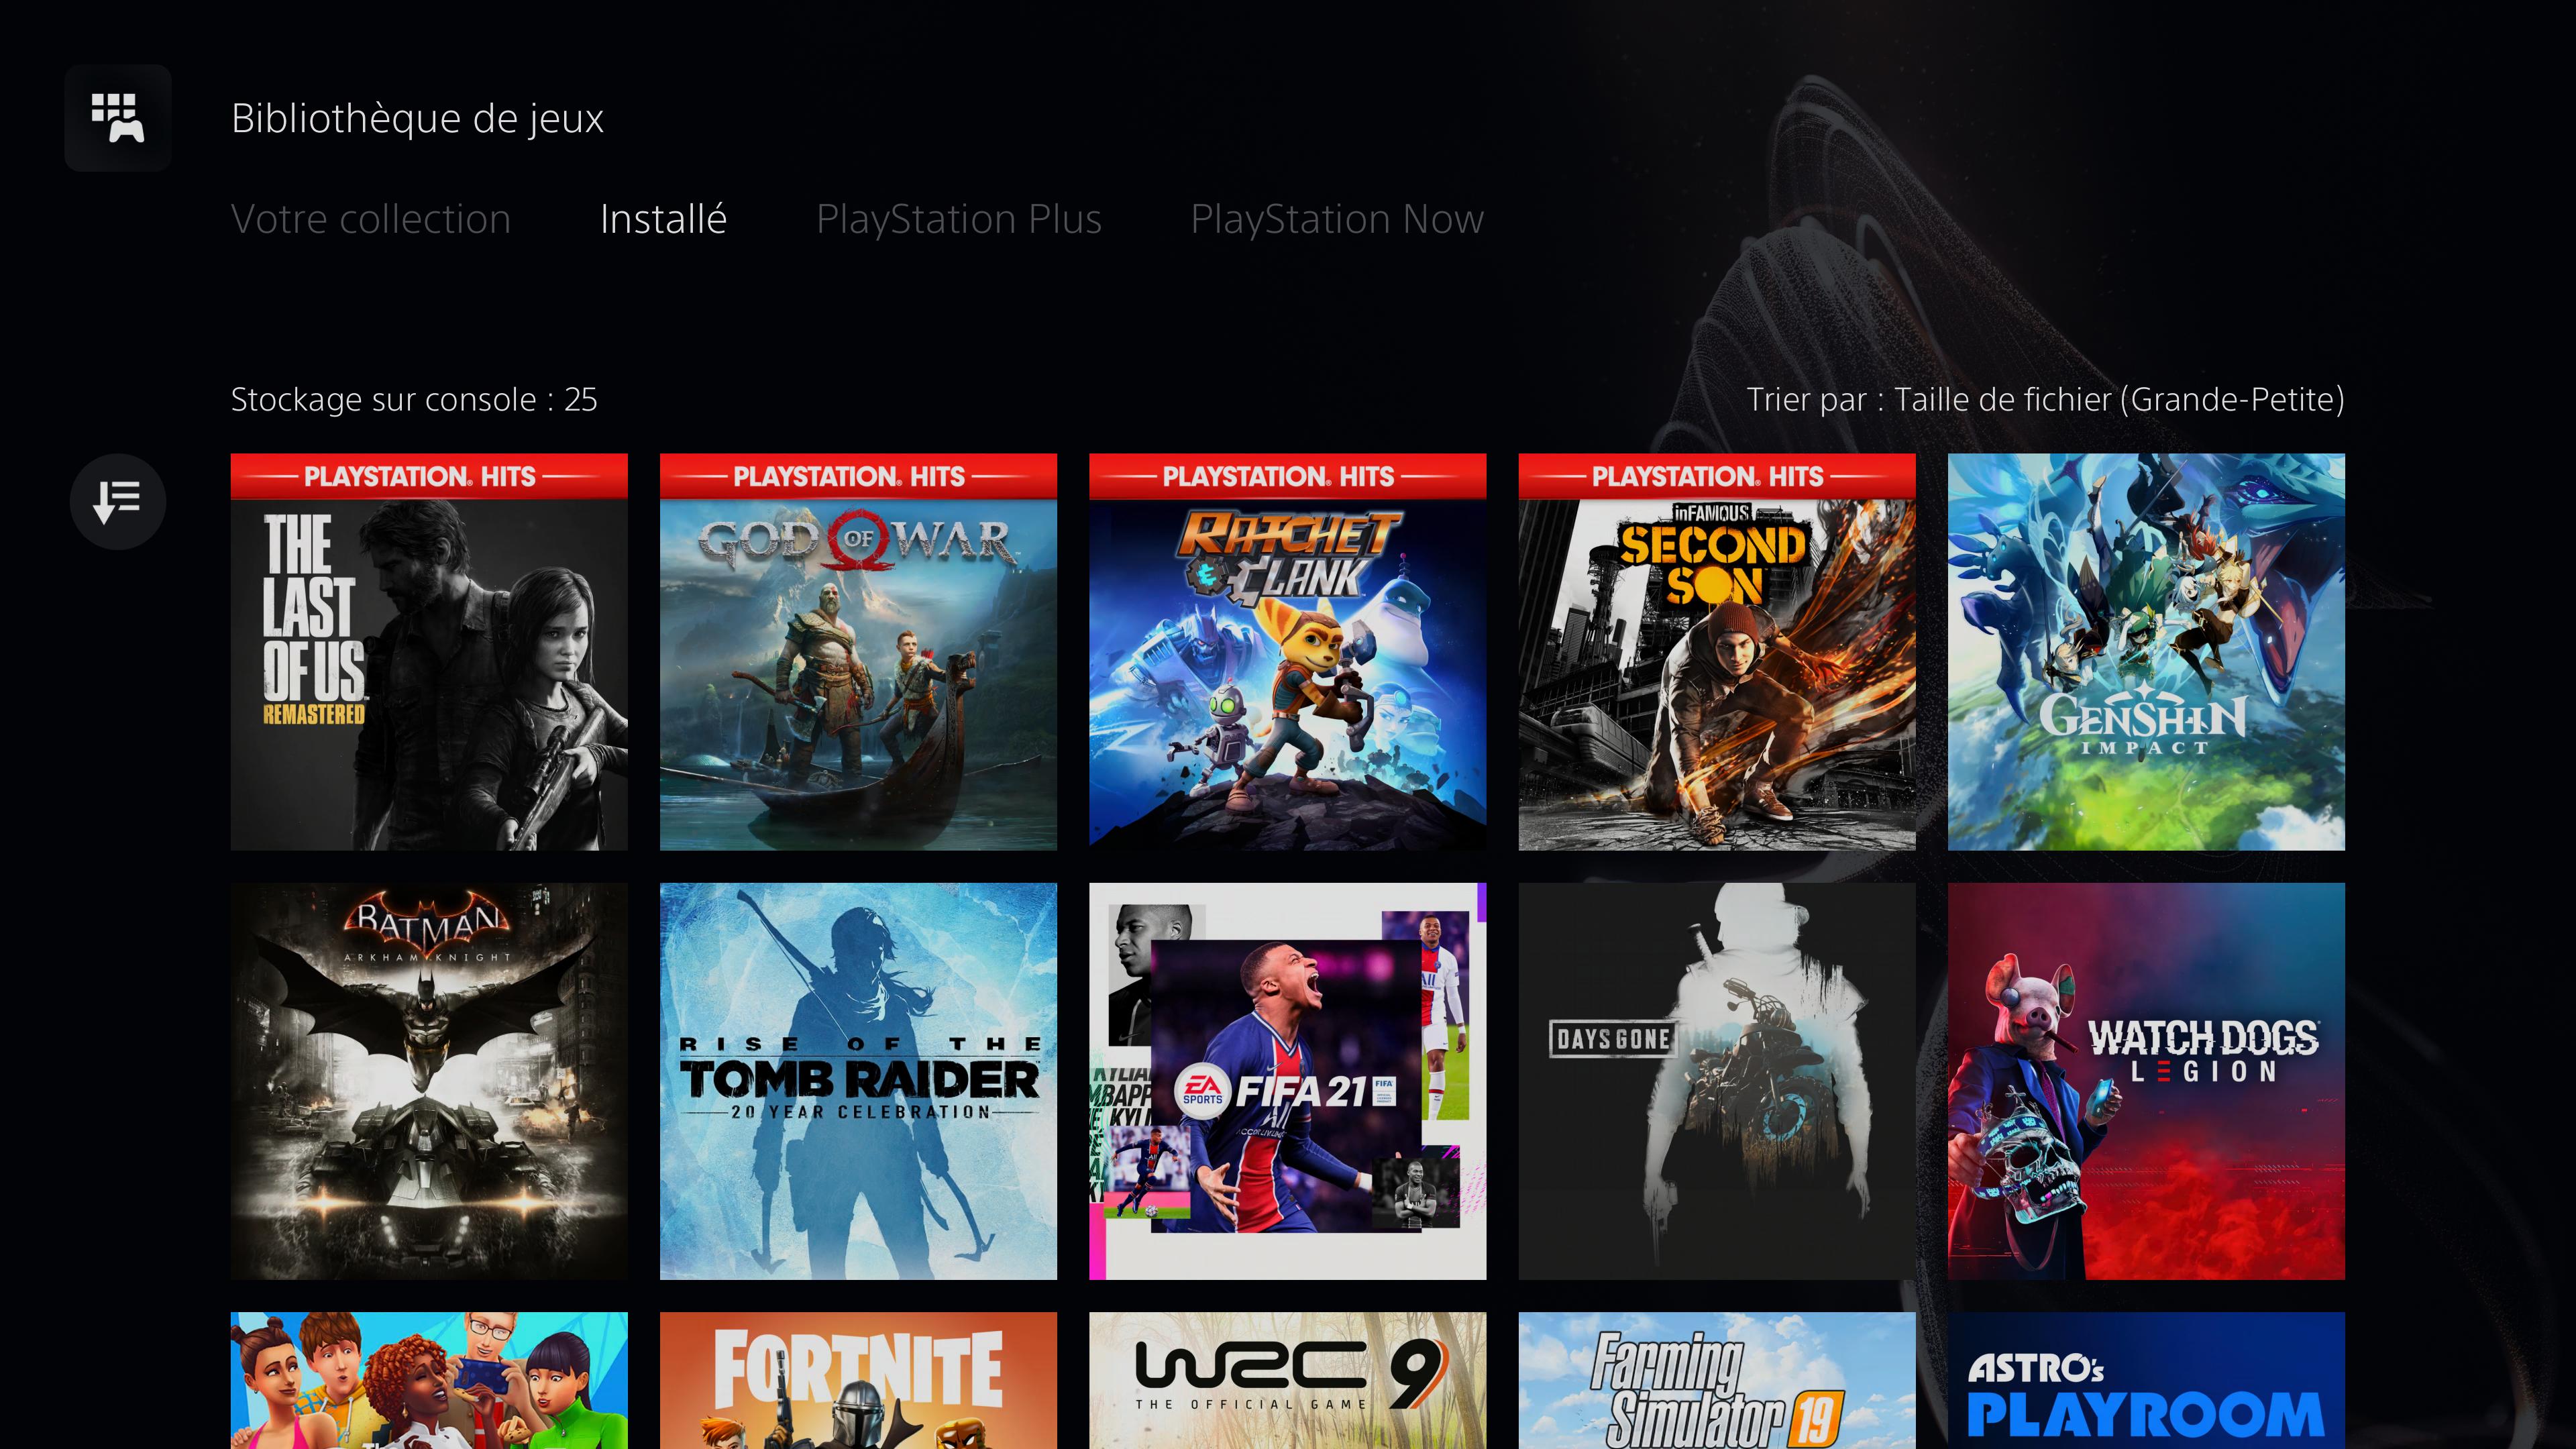 Bibliothèque de jeux
Votre collection
Installé
PlayStation Plus
PlayStation Now
Stockage sur console : 25
Trier par : Taille de fichier (Grande-Petite)
PLAYSTATION HITS
THE
LAST
OF US
REMASTERED
PLAYSTATION HITS
GOD OF WAR
PLAYSTATION HITS
RATCHET
CLANK
PLAYSTATION HITS
inFAMOUS
SECOND
SON
GENSHIN
IMPACT
BATMAN
ARKHAM KNIGHT
RISE OF THE
TOMB RAIDER
20 YEAR CELEBRATION
EA
SPORTS
FIFA 21
FIFA
DAYS GONE
WATCH DOGS
LEGION
FORTNITE
WRC 9
THE OFFICIAL GAME
Farming
Simulator 19
ASTRO's
PLAYROOM